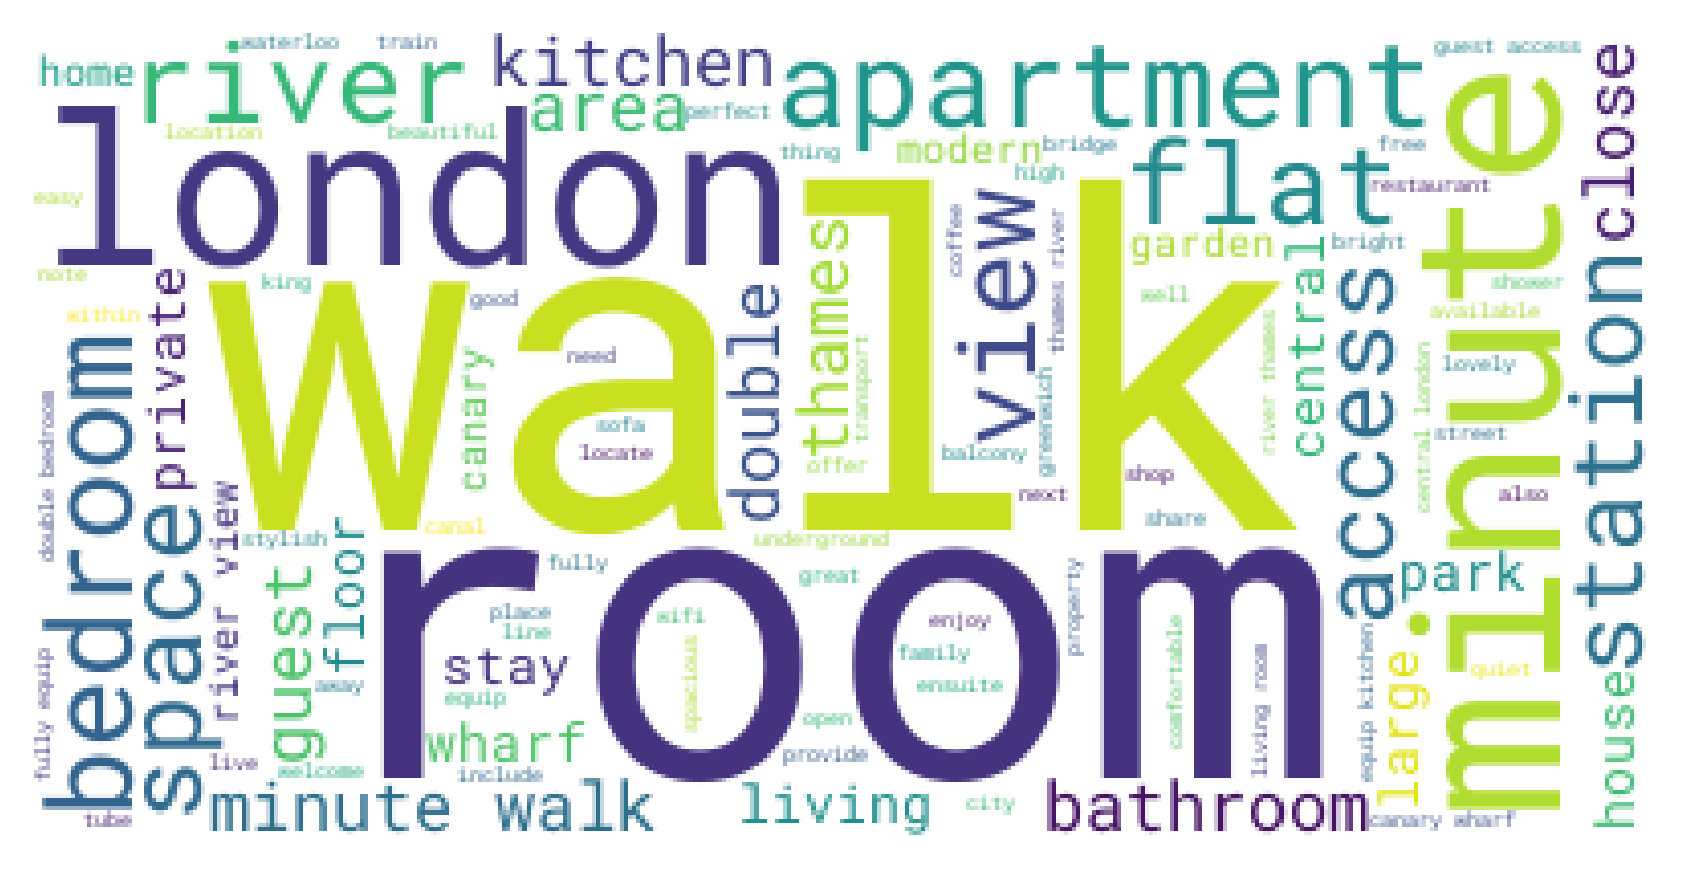 waterloo
train
kitchen
guest access
home
river
area
perfect
apartment
close
location
beautiful
thing
modern
bridge
free
minute
london
high
flat
restaurant
easy
walk
view
coffee
thames river
garden
central
bright
note
king
good
double
thames
well
access
shower
station
within
private
available
bedroom
canary
need
transport
greenwich
river thames
lovely
double bedroom
sofa
locate
offer
balcony
shop
central london
street
space
river view
canal
next
share
also
stylish
floor
underground
guest
room
fully
great
property
park
place
line
wifi
enjoy
stay
spacious
family
comfortable
large
quiet
house
fully equip
away
equip
ensuite
living room
equip kitchen
open
wharf
provide
live
welcome
include
tube
minute walk
living
city
bathroom
canary wharf